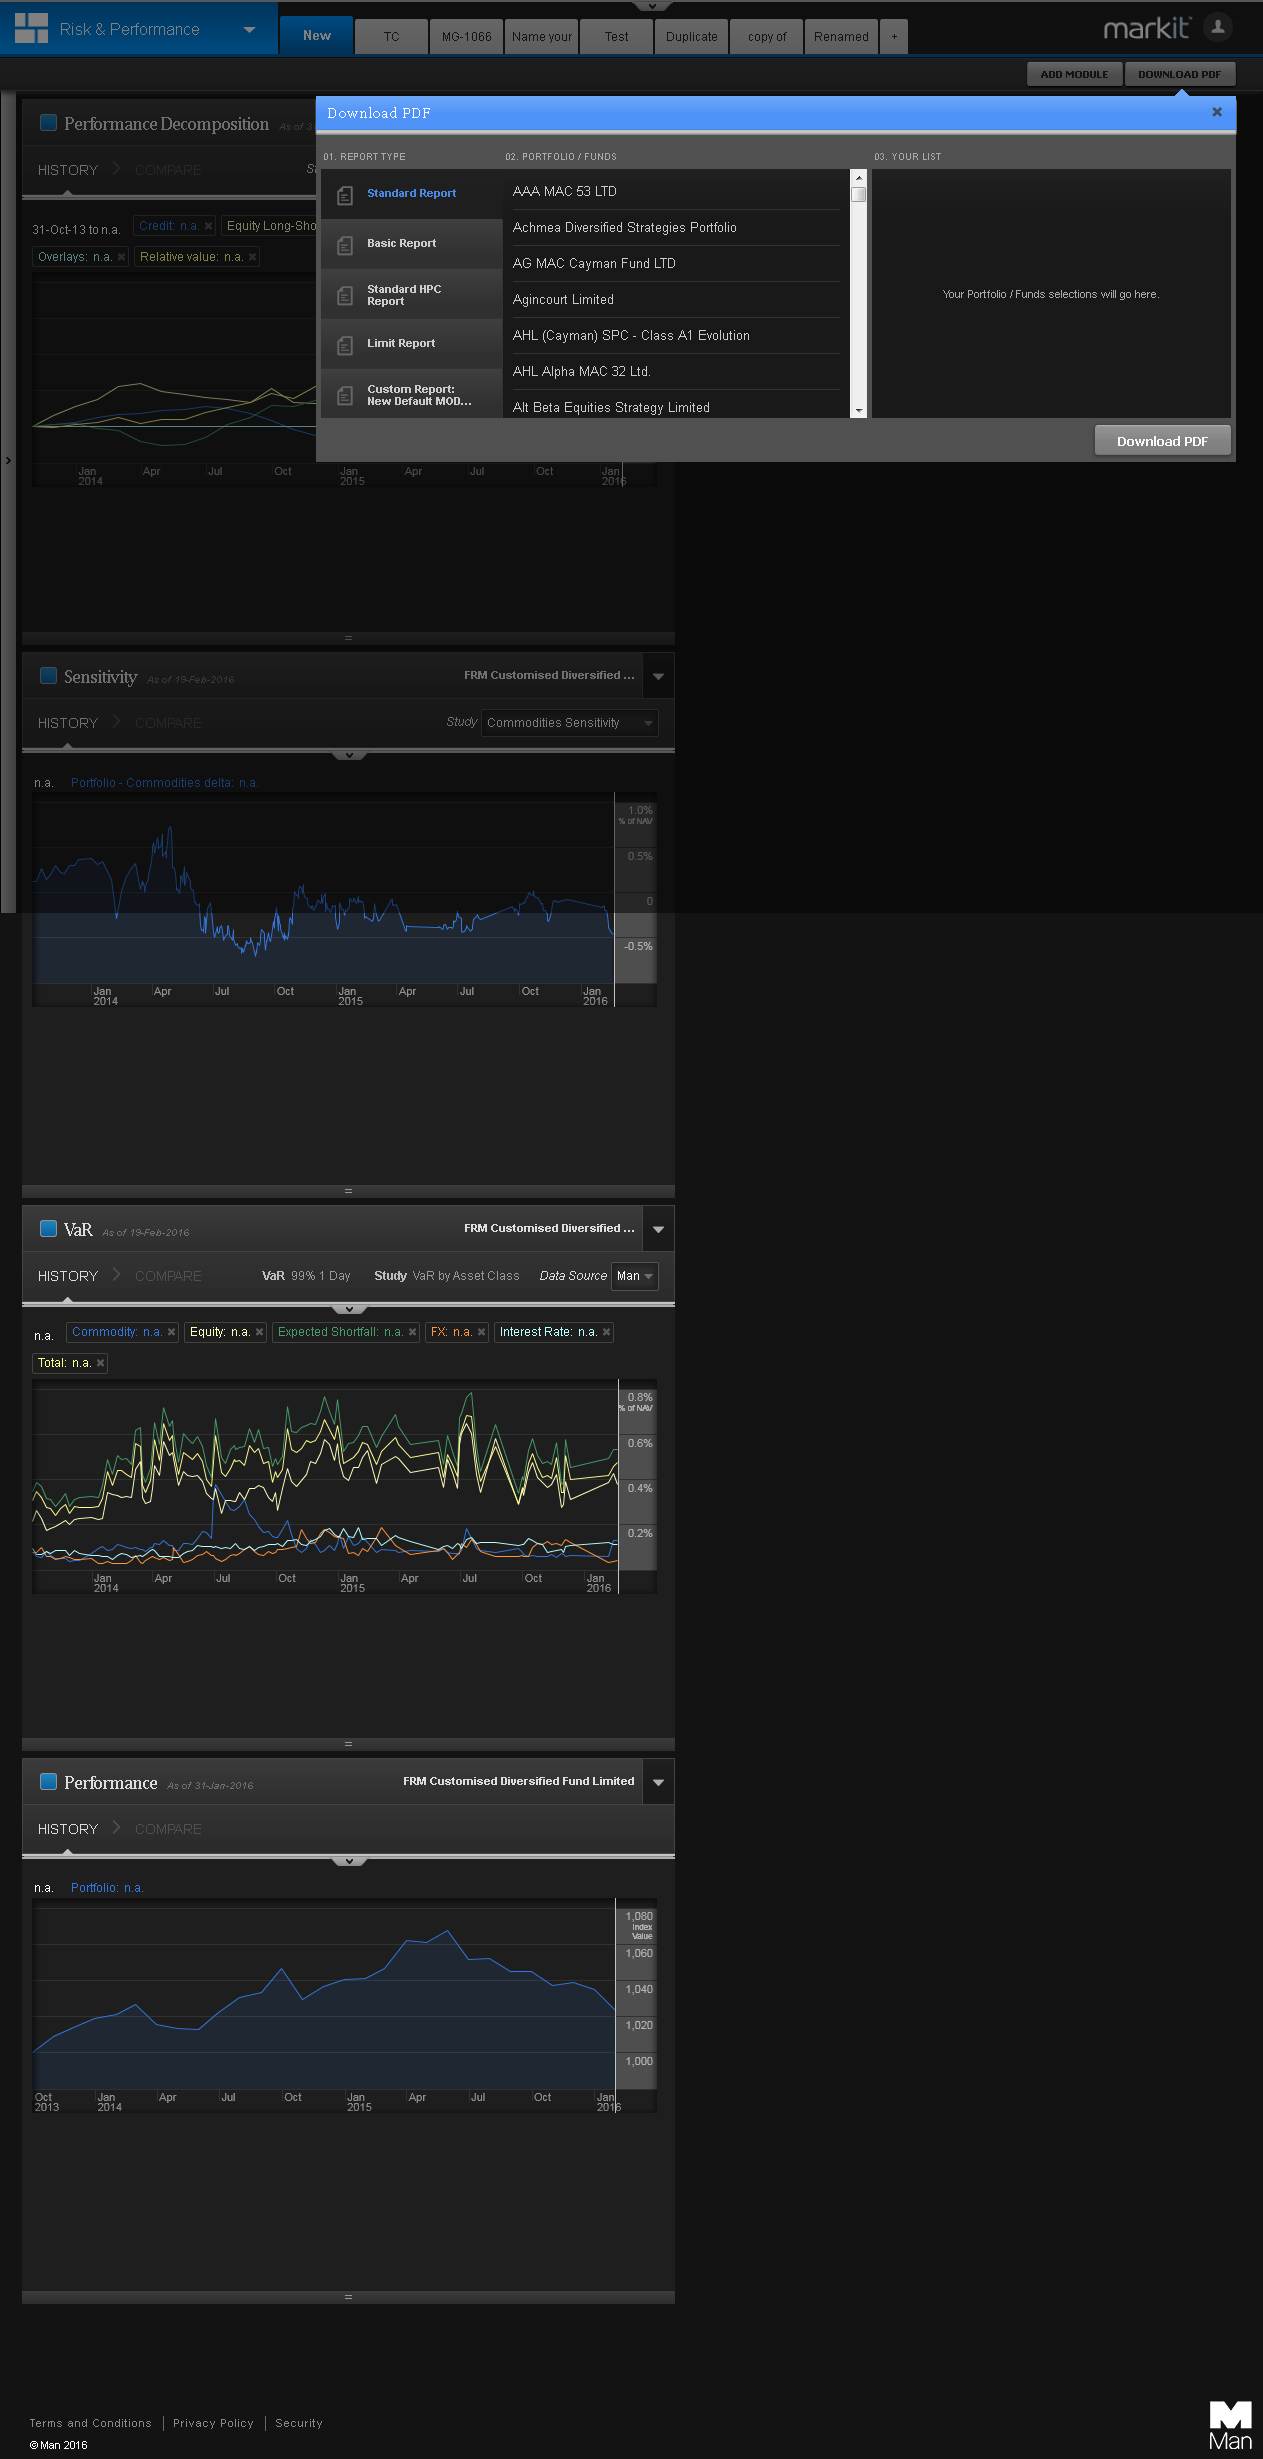 Risk & Performance
New
TC
MG-1066
Name your
Test
Duplicate
copy of
Renamed
+
markit
ADD MODULE
DOWNLOAD PDF
Performance Decomposition
HISTORY
COMPARE
31-Oct-13 to n.a.
Credit: n.a.
Equity Long-Sho
Overlays: n.a.
Relative value: n.a.
Download PDF
01. REPORT TYPE
02. PORTFOLIO / FUNDS
03. YOUR LIST
Standard Report
Basic Report
Standard HPC
Report
Limit Report
Custom Report:
New Default MOD...
AAA MAC 53 LTD
Achmea Diversified Strategies Portfolio
AG MAC Cayman Fund LTD
Agincourt Limited
AHL (Cayman) SPC - Class A1 Evolution
AHL Alpha MAC 32 Ltd.
Alt Beta Equities Strategy Limited
Your Portfolio / Funds selections will go here.
Download PDF
Jan Apr Jul Oct Jan Apr Jul Oct Jan
2014 2015 2016
Sensitivity As of 19-Feb-2016
FRM Customised Diversified ...
HISTORY
COMPARE
Study
Commodities Sensitivity
n.a.
Portfolio - Commodities delta: n.a.
1.0%
% of NAV
0.5%
0
-0.5%
Jan Apr Jul Oct Jan Apr Jul Oct Jan
2014 2015 2016
VaR As of 19-Feb-2016
FRM Customised Diversified ...
HISTORY
COMPARE
VaR 99% 1 Day
Study VaR by Asset Class
Data Source
Man
n.a.
Commodity: n.a.
Equity: n.a.
Expected Shortfall: n.a.
FX: n.a.
Interest Rate: n.a.
Total: n.a.
0.8%
% of NAV
0.6%
0.4%
0.2%
Jan Apr Jul Oct Jan Apr Jul Oct Jan
2014 2015 2016
Performance As of 31-Jan-2016
FRM Customised Diversified Fund Limited
HISTORY
COMPARE
n.a.
Portfolio: n.a.
1,080
Index
Value
1,060
1,040
1,020
1,000
Oct Jan Apr Jul Oct Jan Apr Jul Oct Jan
2013 2014 2015 2016
Terms and Conditions
Privacy Policy
Security
© Man 2016
Man